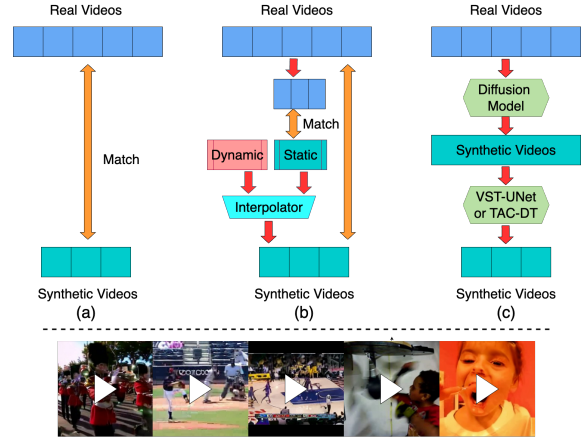 Real Videos
Real Videos
Real Videos
Match
Match
Dynamic
Static
Interpolator
Diffusion
Model
Synthetic Videos
VST-UNet
or TAC-DT
Synthetic Videos
Synthetic Videos
Synthetic Videos
(a)
(b)
(c)